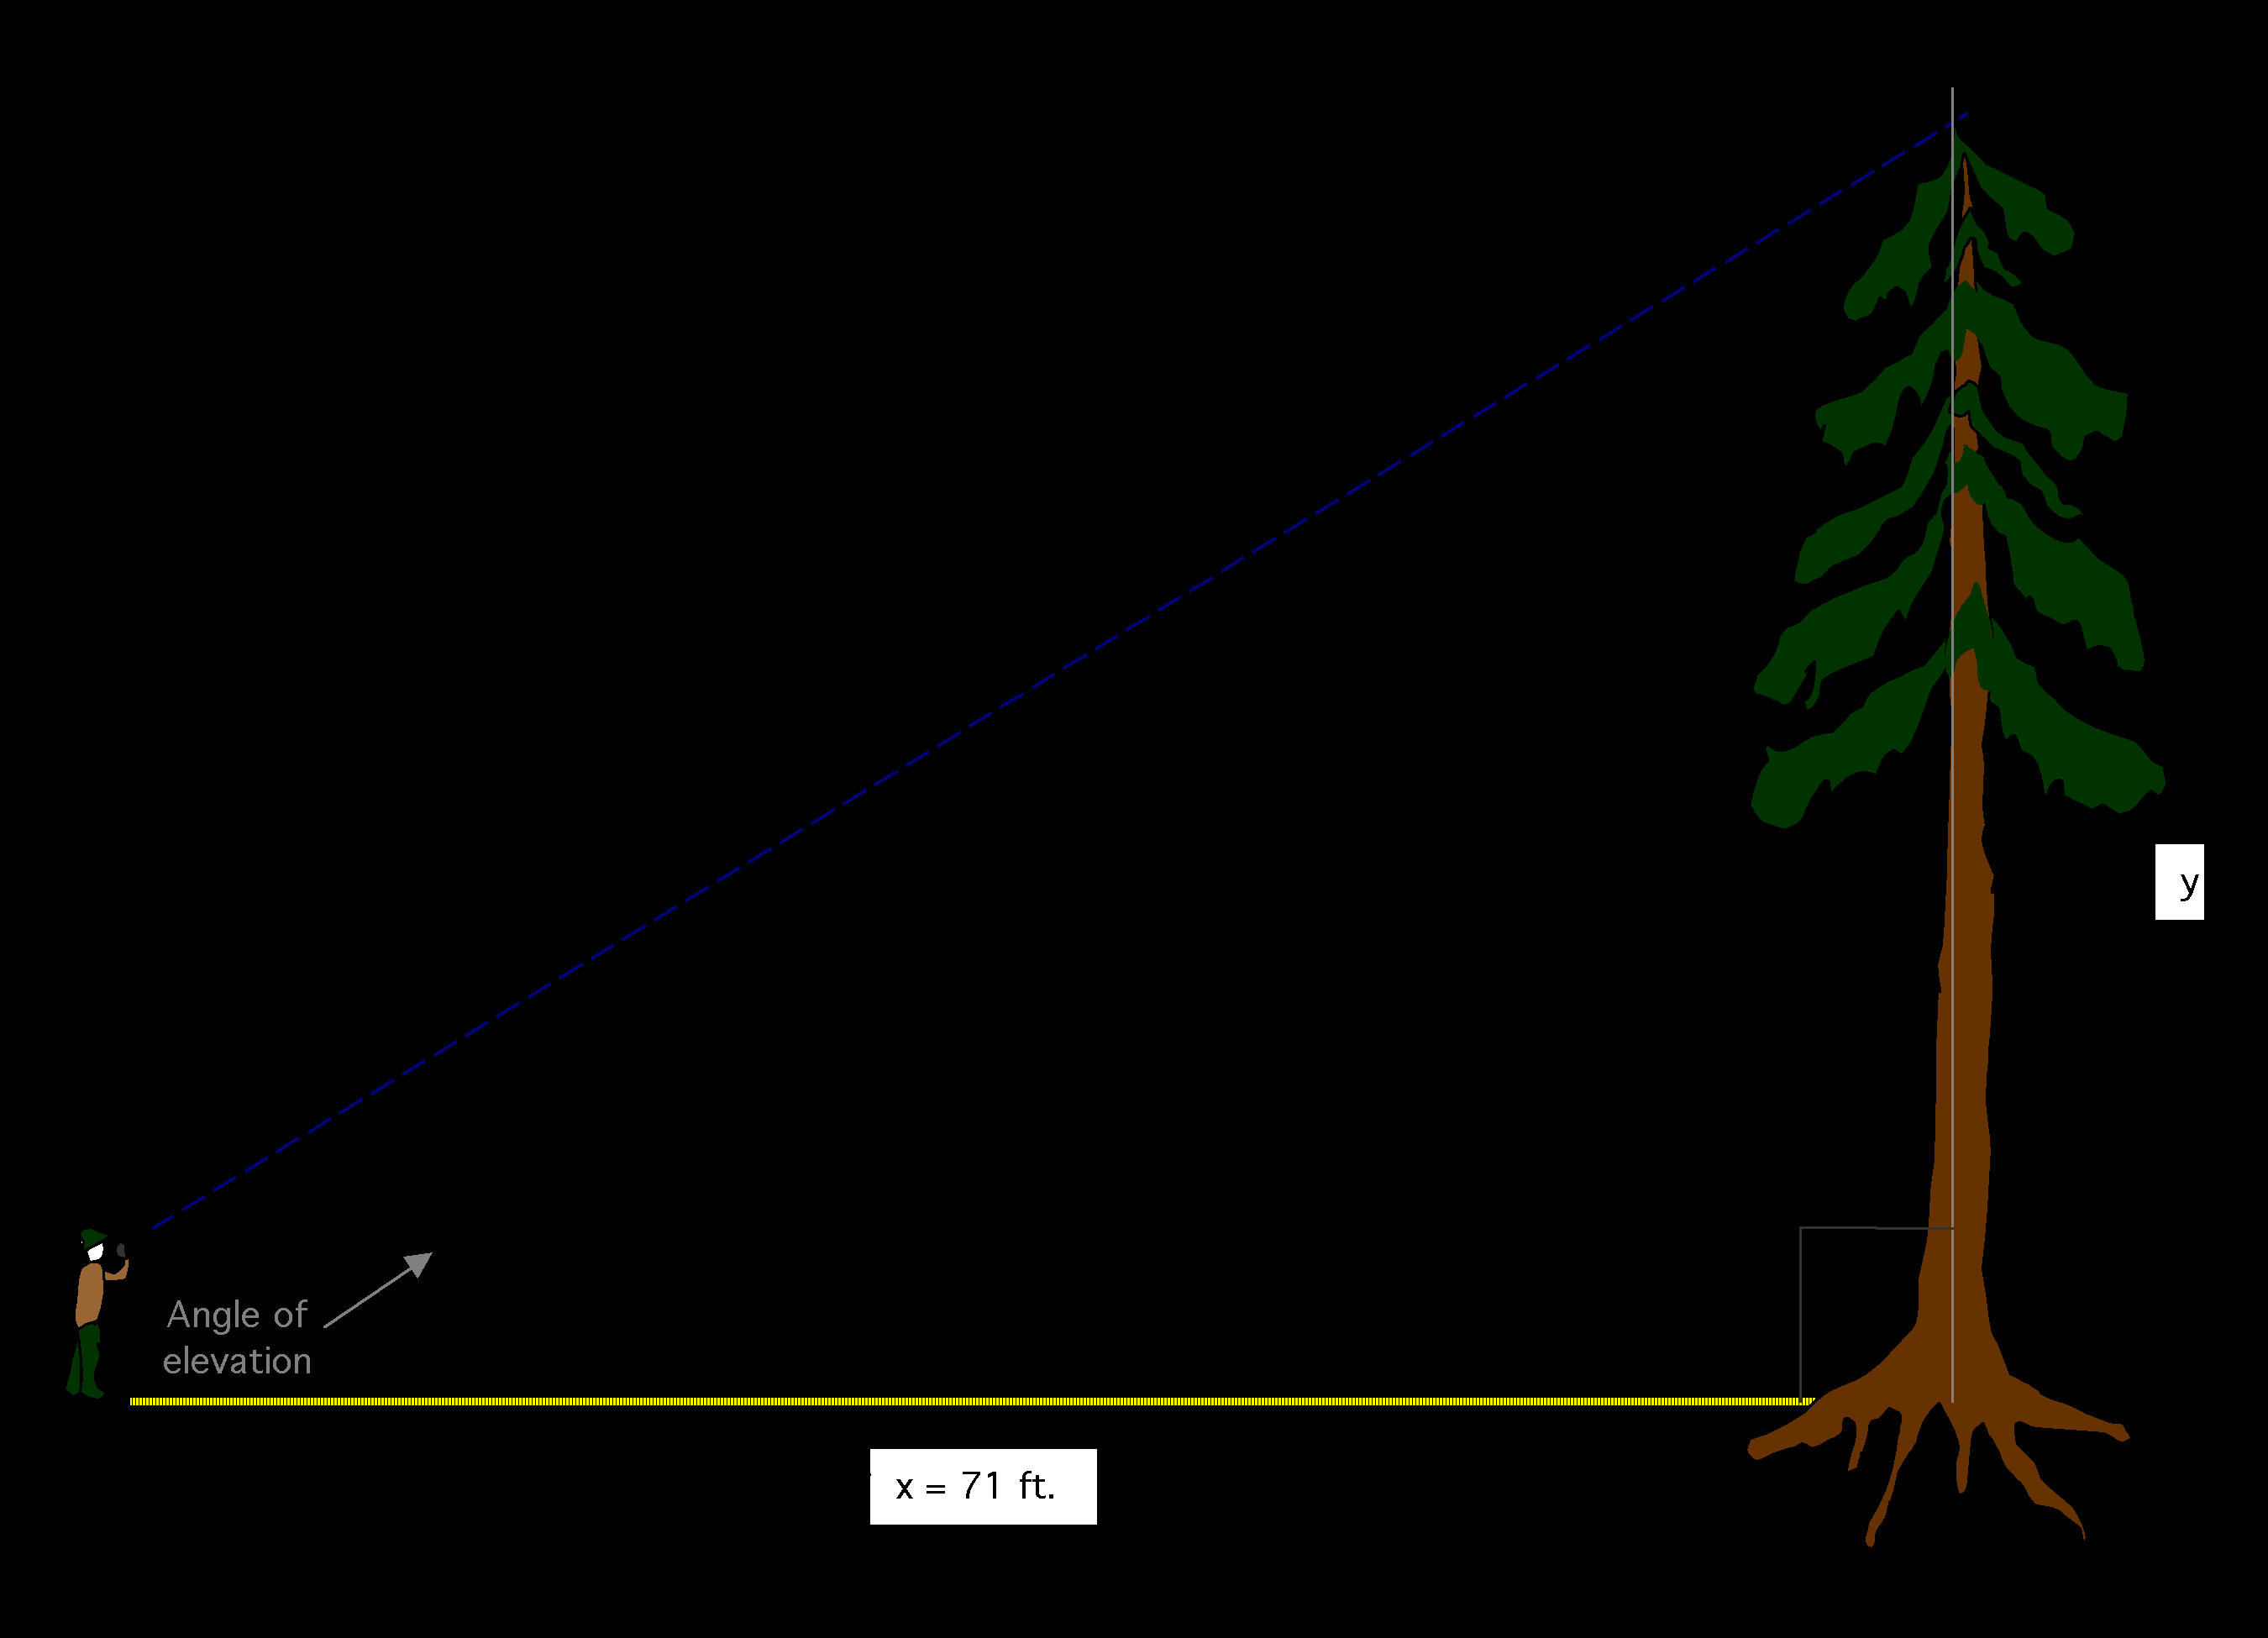 y
Angle of
elevation
x = 71 ft.